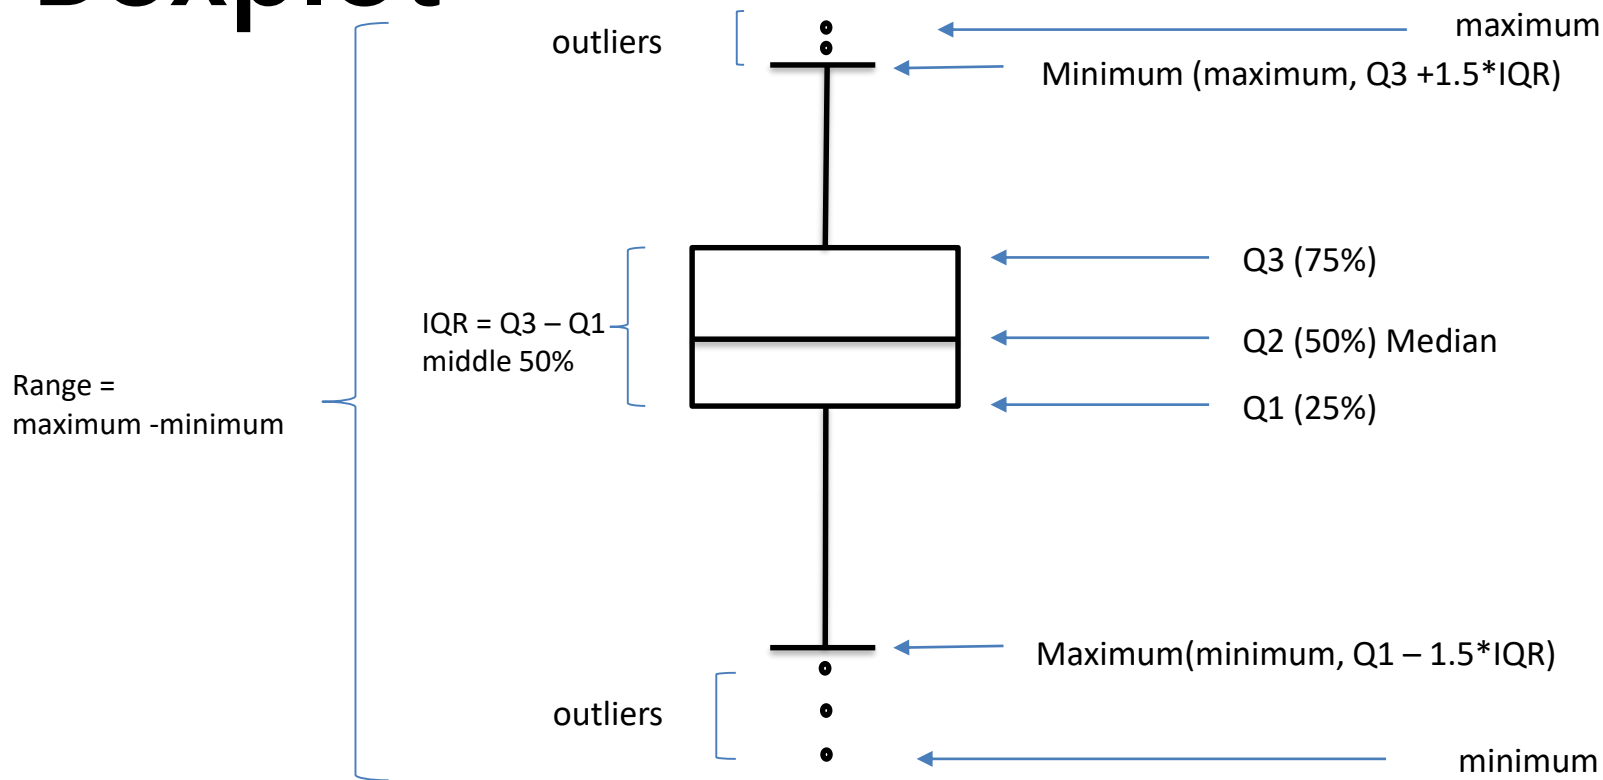 Boxplot
outliers
maximum
Minimum (maximum, Q3 +1.5*IQR)
Q3 (75%)
IQR = Q3 – Q1
middle 50%
Q2 (50%) Median
Range =
maximum -minimum
Q1 (25%)
Maximum(minimum, Q1 – 1.5*IQR)
outliers
minimum